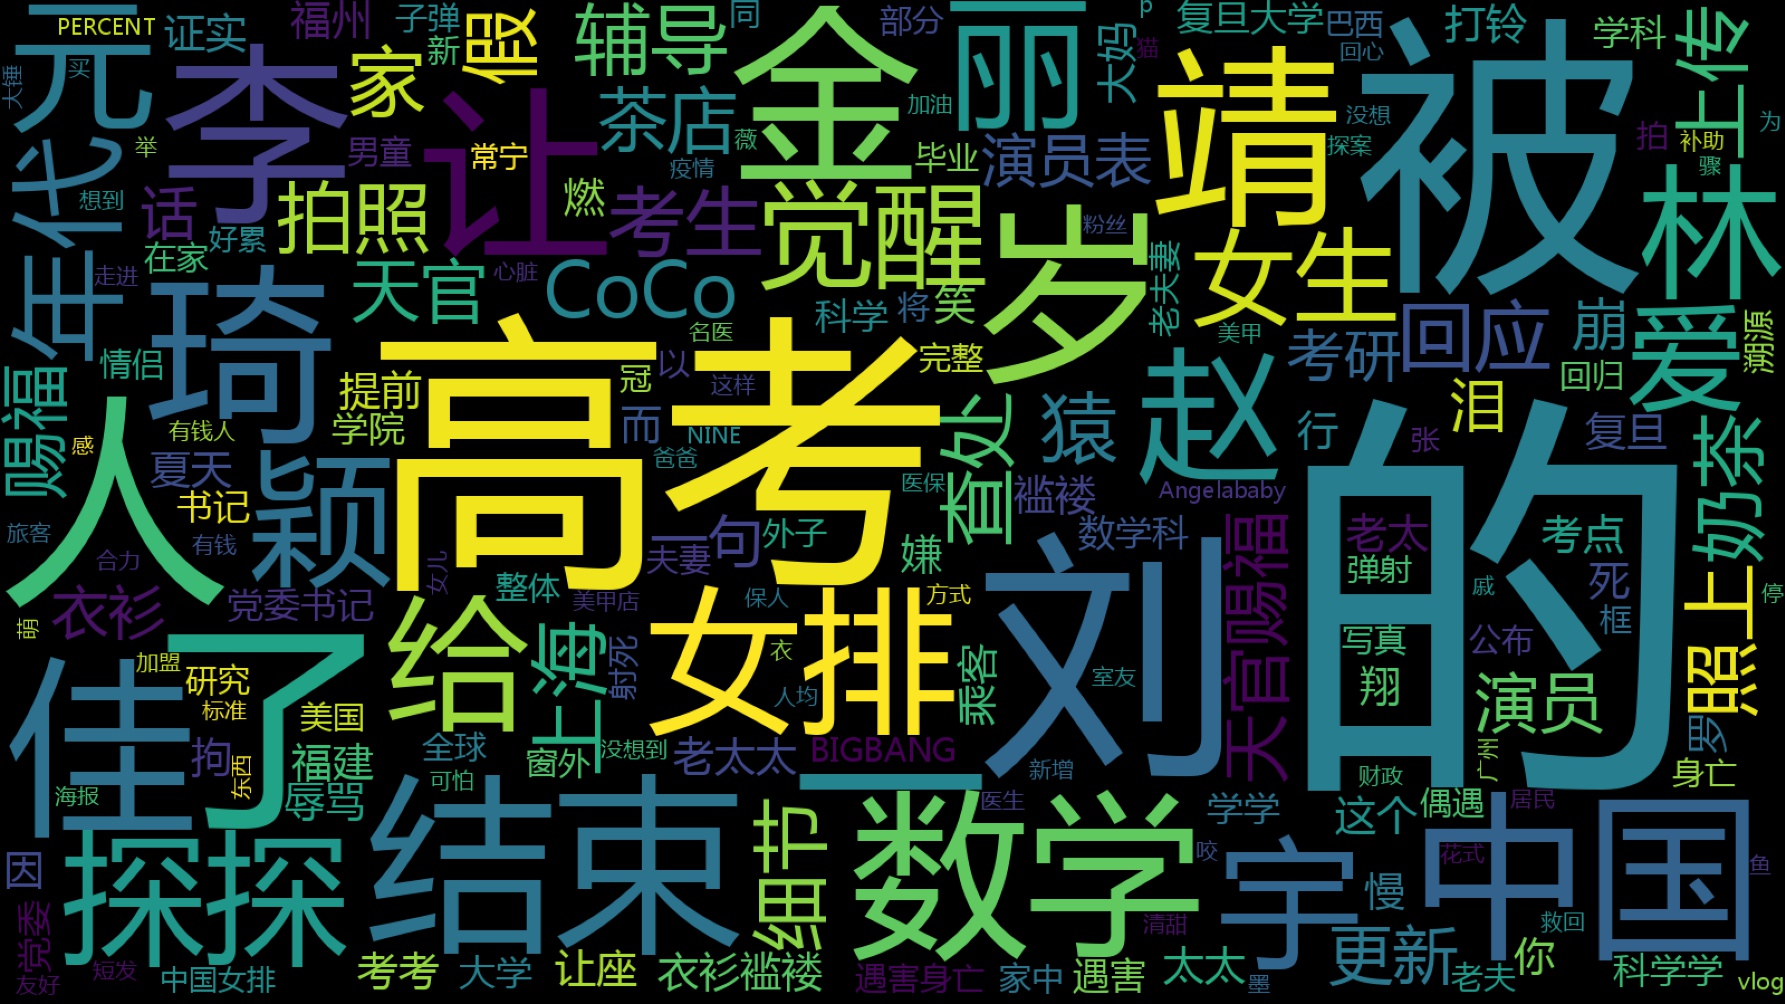 PERCENT
证实
福州
子弹
新
假
辅导
同
金
部分
丽
大妈
猫
复旦大学
巴西
回心
打铃
学科
上传
元
买
大锤
李
家
让
茶店
加油
靖
被
没想
拍
补助
为
举
男童
常宁
薇
疫情
毕业
演员表
探案
骤
年代
想到
话
拍照
燃
考生
觉醒
岁
粉丝
女生
林
好累
在家
走进
天官
心脏
CoCo
科学
将
笑
老夫妻
美甲
考研
回应
崩
爱
溯源
琦
情侣
名医
完整
赵
回归
赐福
提前
高考
冠
以
这样
泪
人
学院
有钱人
感
而
NINE
查处
猿
行
张
复旦
奶茶
夏天
颖
爸爸
医保
褴褛
Angelababy
的
书记
旅客
有钱
合力
夫妻
句
外子
嫌
数学科
刘
天官赐福
老太
考点
弹射
死
戚
框
上
停
衣衫
党委书记
女儿
整体
美甲店
保人
方式
萌
了
给
上海
射死
女排
衣
乘客
写真
公布
照
佳
加盟
研究
标准
美国
人均
室友
翔
演员
罗
拘
东西
福建
全球
窗外
没想到
老太太
BIGBANG
新增
财政
广州
身亡
海报
辱骂
可怕
一
医生
学学
这个
偶遇
居民
因
探探
结束
细节
数学
咬
宇
慢
中国
花式
鱼
党委
清甜
救回
友好
短发
中国女排
考考
大学
让座
衣衫褴褛
遇害身亡
家中
遇害
太太
墨
更新
老夫
你
科学学
vlog